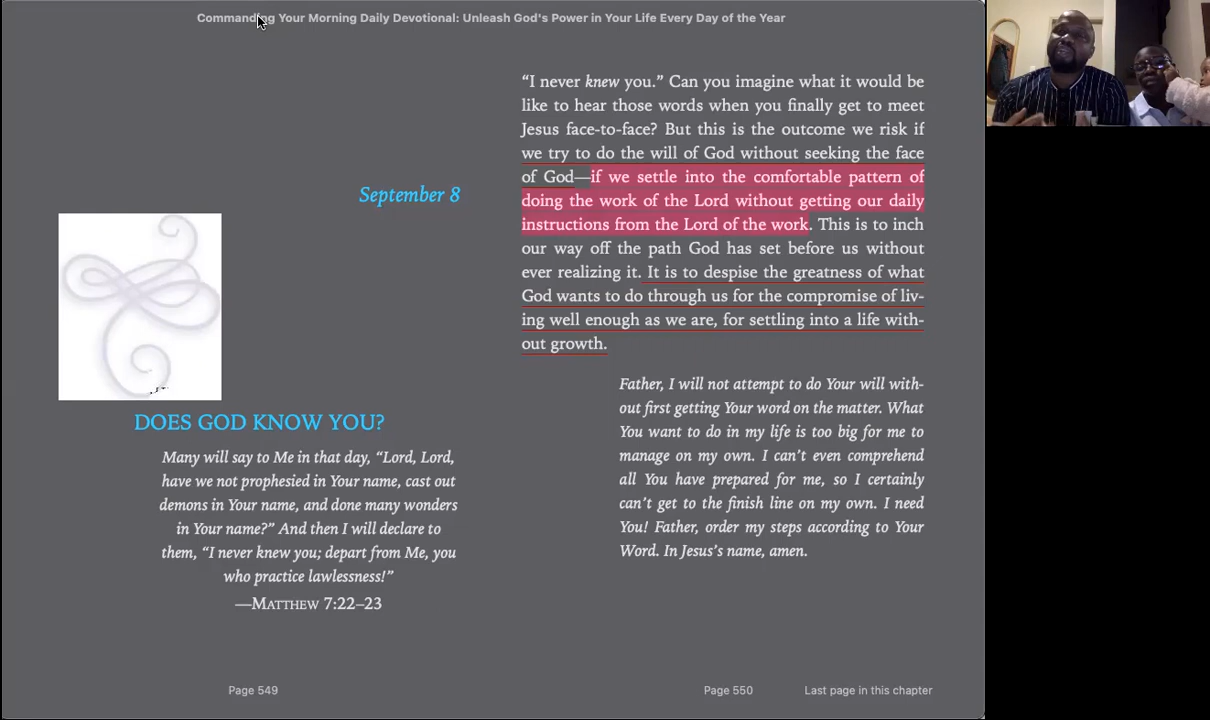 Commanding Your Morning Daily Devotional: Unleash God's Power in Your Life Every Day of the Year
September 8
DOES GOD KNOW YOU?
Many will say to Me in that day, “Lord, Lord,
have we not prophesied in Your name, cast out
demons in Your name, and done many wonders
in Your name?” And then I will declare to
them, “I never knew you; depart from Me, you
who practice lawlessness!”
—MATTHEW 7:22–23
Page 549
“I never knew you.” Can you imagine what it would be
like to hear those words when you finally get to meet
Jesus face-to-face? But this is the outcome we risk if
we try to do the will of God without seeking the face
of God—if we settle into the comfortable pattern of
doing the work of the Lord without getting our daily
instructions from the Lord of the work. This is to inch
our way off the path God has set before us without
ever realizing it. It is to despise the greatness of what
God wants to do through us for the compromise of liv-
ing well enough as we are, for settling into a life with-
out growth.
Father, I will not attempt to do Your will with-
out first getting Your word on the matter. What
You want to do in my life is too big for me to
manage on my own. I can’t even comprehend
all You have prepared for me, so I certainly
can’t get to the finish line on my own. I need
You! Father, order my steps according to Your
Word. In Jesus’s name, amen.
Page 550
Last page in this chapter